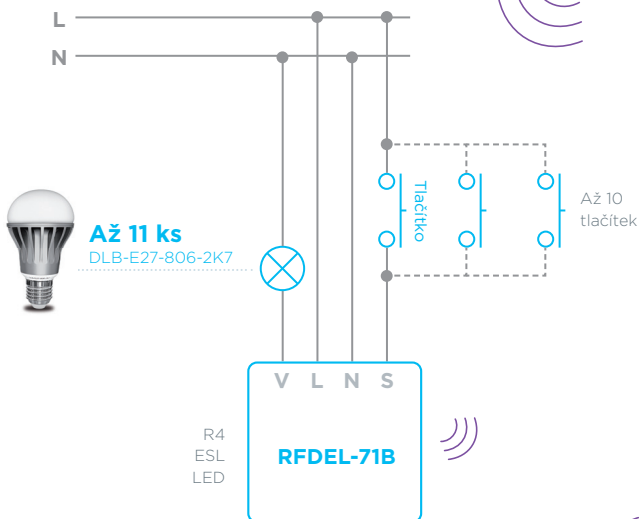 L
N
Tlačítko
Až 10
tlačítek
Až 11 ks
DLB-E27-806-2K7
V L N S
R4
ESL
LED
RFDEL-71B